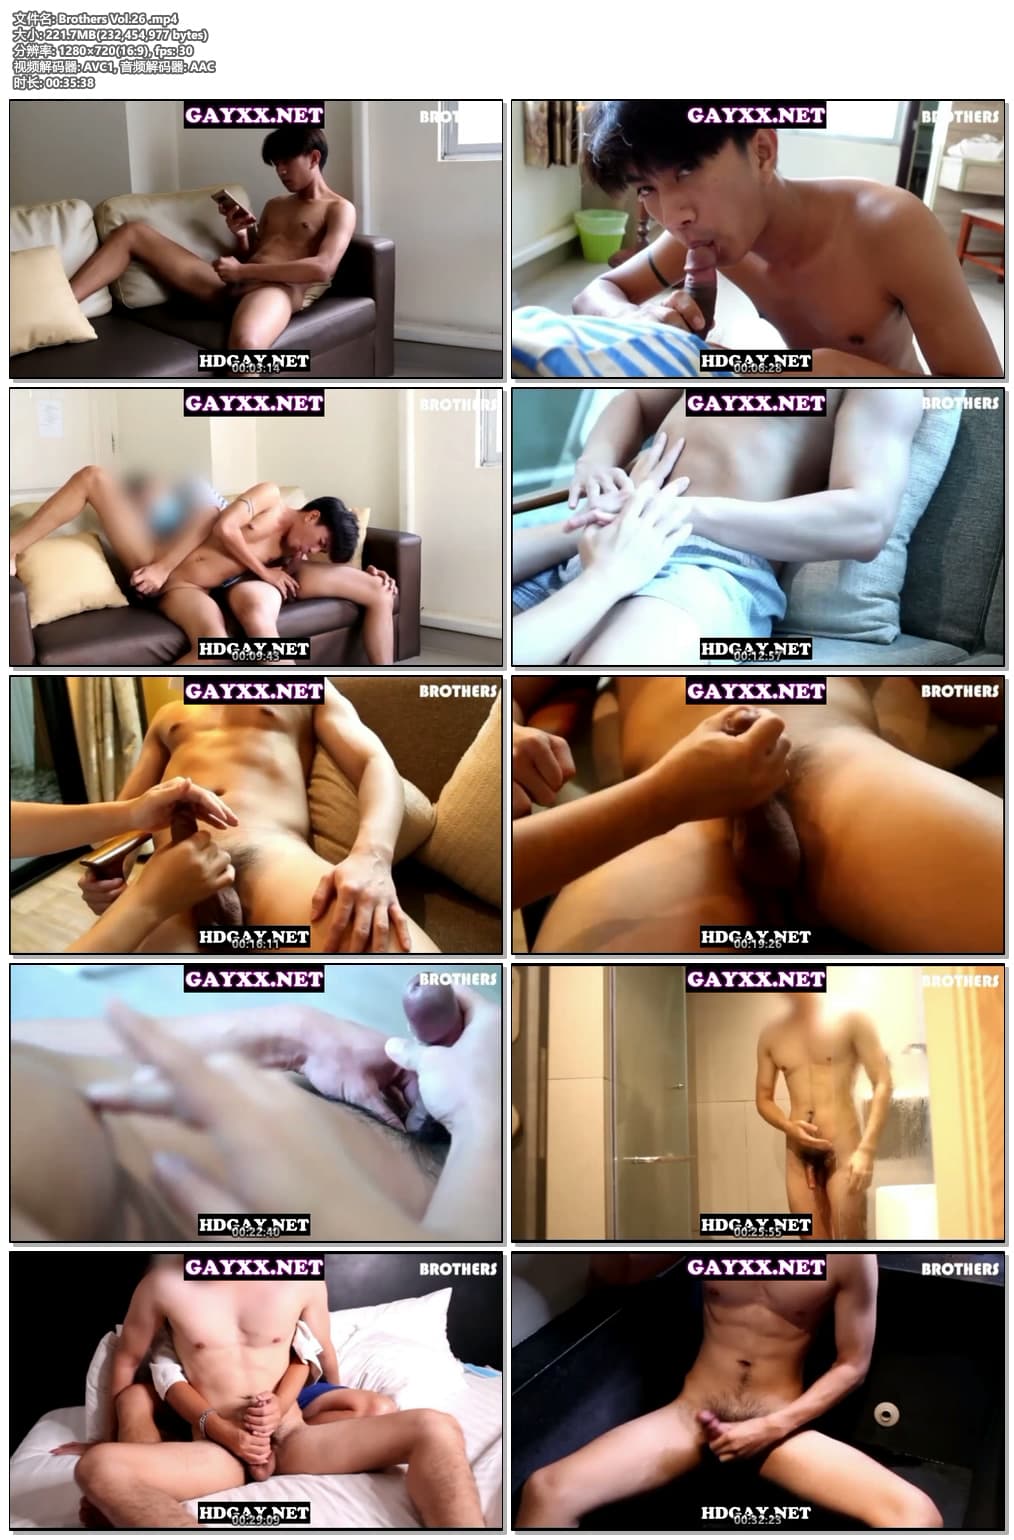 文件名: Brothers Vol.26 .mp4
大小: 221.7MB(232,454,977 bytes)
分辨率: 1280×720(16:9), fps: 30
视频解码器: AVC1, 音频解码器: AAC
时长: 00:35:38
GAYXX.NET
BROT
HDGAY.NET
00:03:14
GAYXX.NET
BROTHERS
HDGAY.NET
00:06:28
GAYXX.NET
BROTHERS
HDGAY.NET
00:09:43
GAYXX.NET
BROTHERS
HDGAY.NET
00:12:57
GAYXX.NET
BROTHERS
HDGAY.NET
00:16:11
GAYXX.NET
BROTHERS
HDGAY.NET
00:19:26
GAYXX.NET
BROTHERS
HDGAY.NET
00:22:40
GAYXX.NET
BROTHERS
HDGAY.NET
00:25:55
GAYXX.NET
BROTHERS
HDGAY.NET
00:29:09
GAYXX.NET
BROTHERS
HDGAY.NET
00:32:23